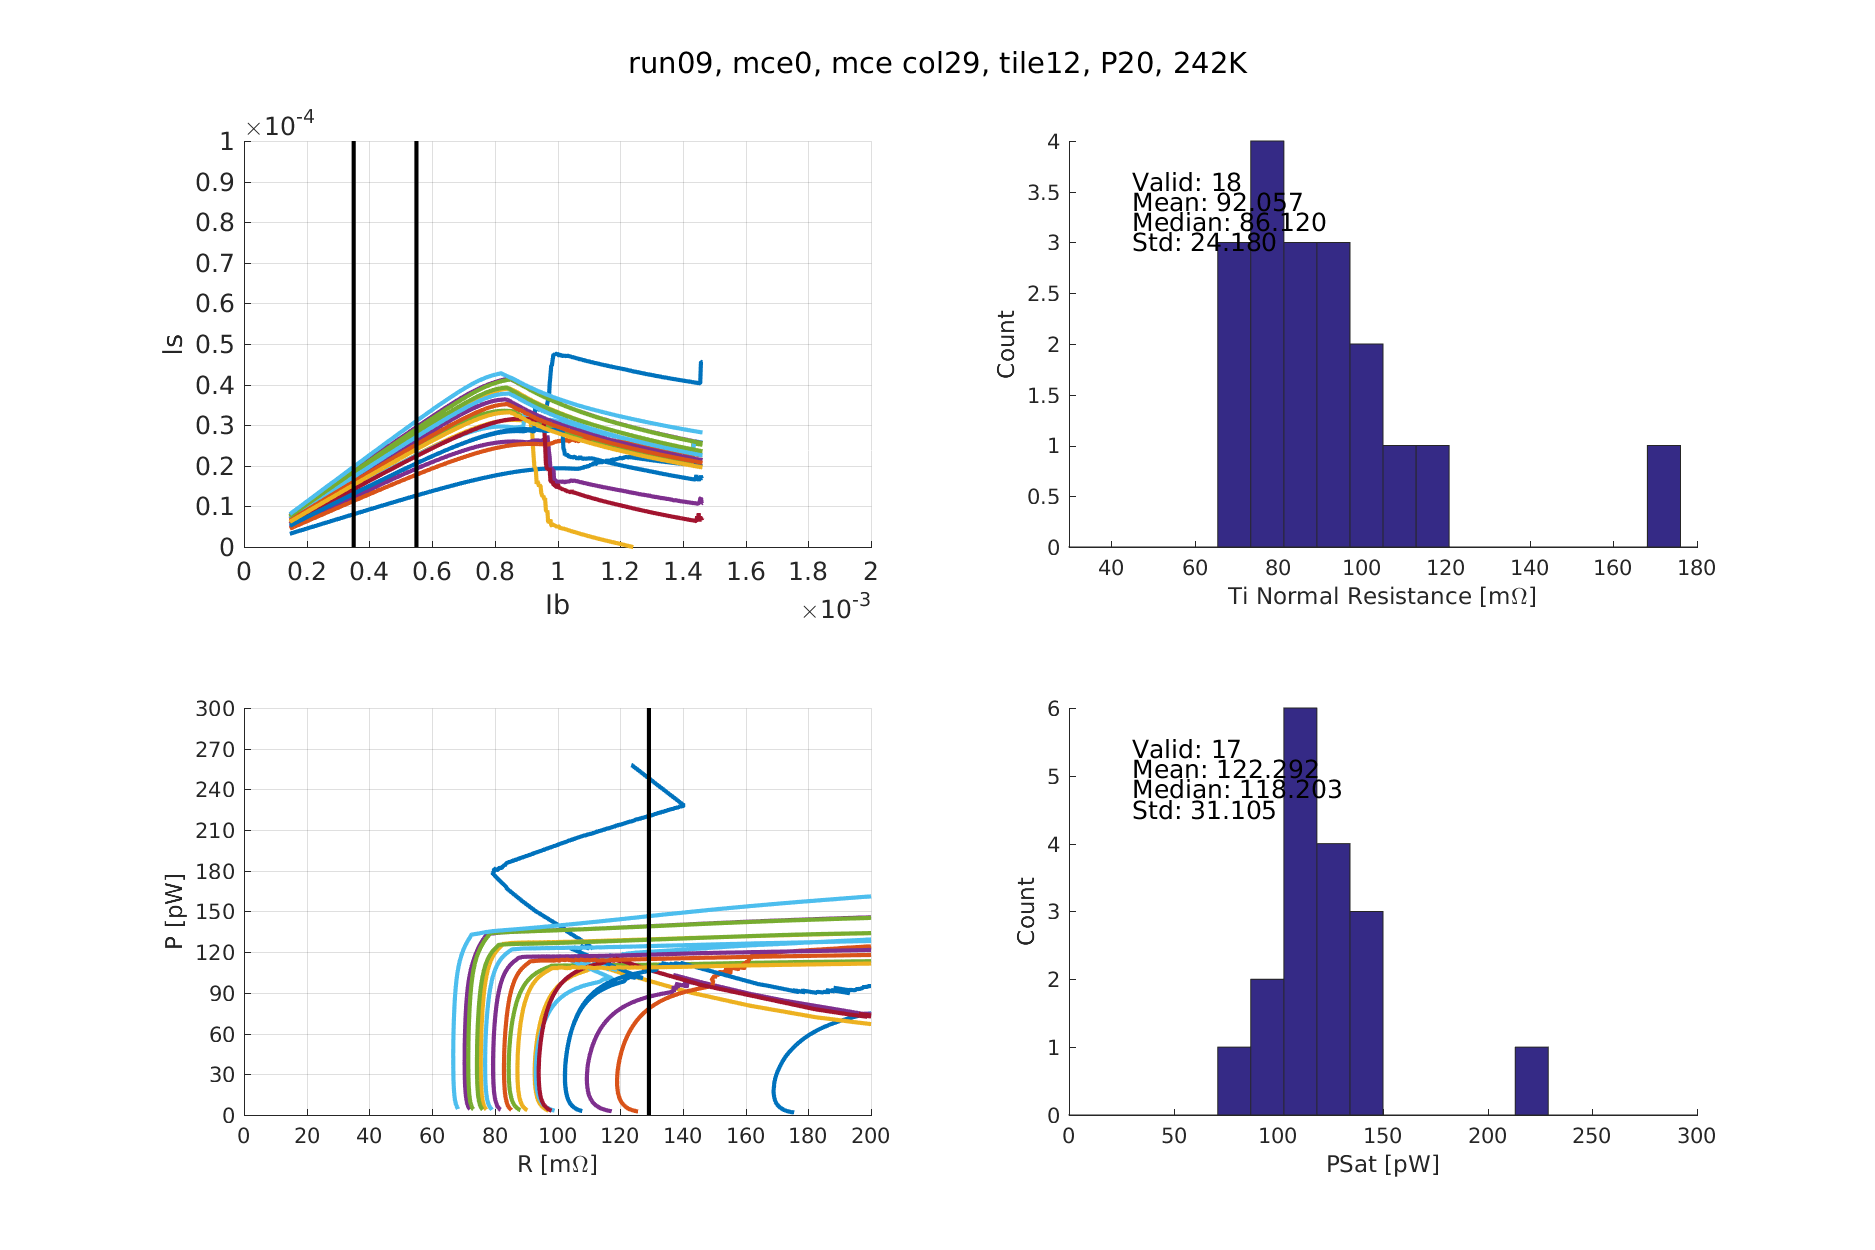 run09, mce0, mce col29, tile12, P20, 242K
×10-4
1
0.9
0.8
0.7
0.6
0.5
0.4
0.3
0.2
0.1
0
Is
0 0.2 0.4 0.6 0.8 1 1.2 1.4 1.6 1.8 2
Ib
×10-3
4
3.5
3
2.5
2
1.5
1
0.5
0
Count
Valid: 18
Mean: 92.057
Median: 86.120
Std: 24.180
40 60 80 100 120 140 160 180
Ti Normal Resistance [mΩ]
300
270
240
210
180
150
120
90
60
30
0
P [pW]
0 20 40 60 80 100 120 140 160 180 200
R [mΩ]
6
5
4
3
2
1
0
Count
Valid: 17
Mean: 122.292
Median: 118.203
Std: 31.105
0 50 100 150 200 250 300
PSat [pW]